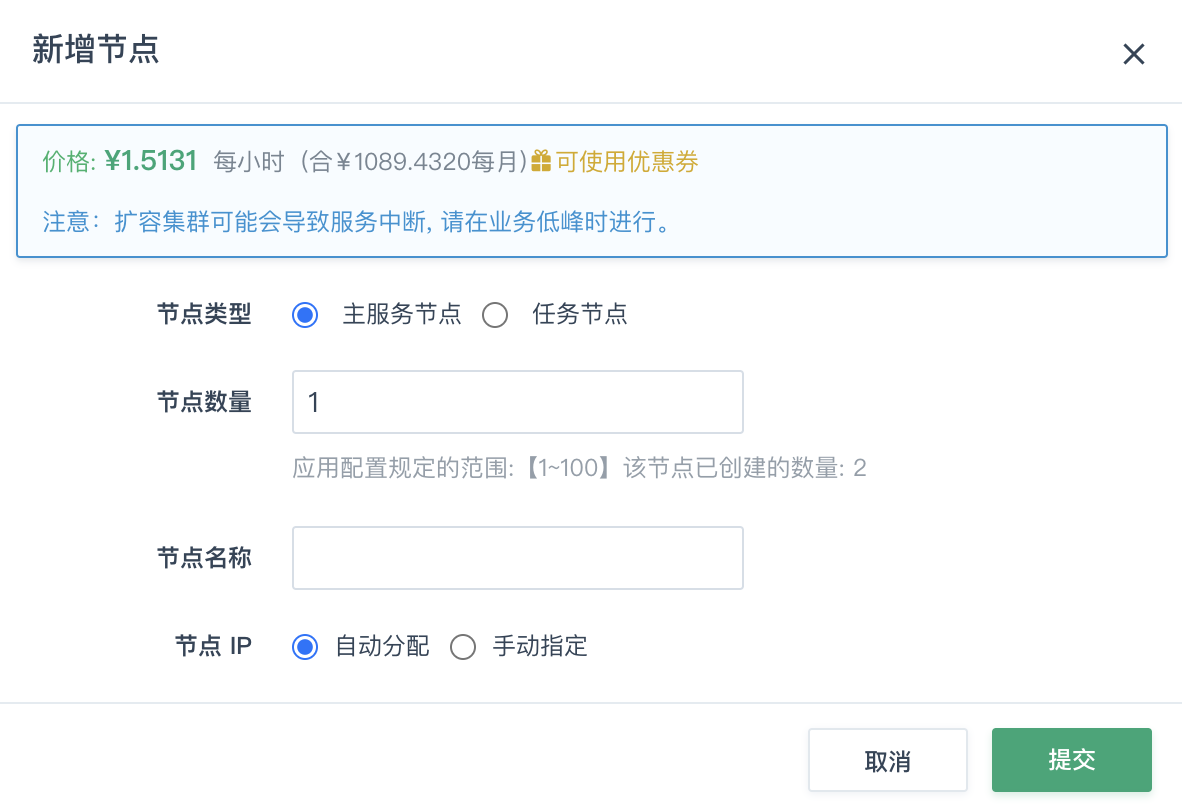 新增节点
价格: ¥1.5131 每小时（合￥1089.4320每月) 可使用优惠券
注意：扩容集群可能会导致服务中断, 请在业务低峰时进行。
节点类型 主服务节点 任务节点
节点数量 1
应用配置规定的范围:【1~100】该节点已创建的数量: 2
节点名称
节点 IP 自动分配 手动指定
取消 提交